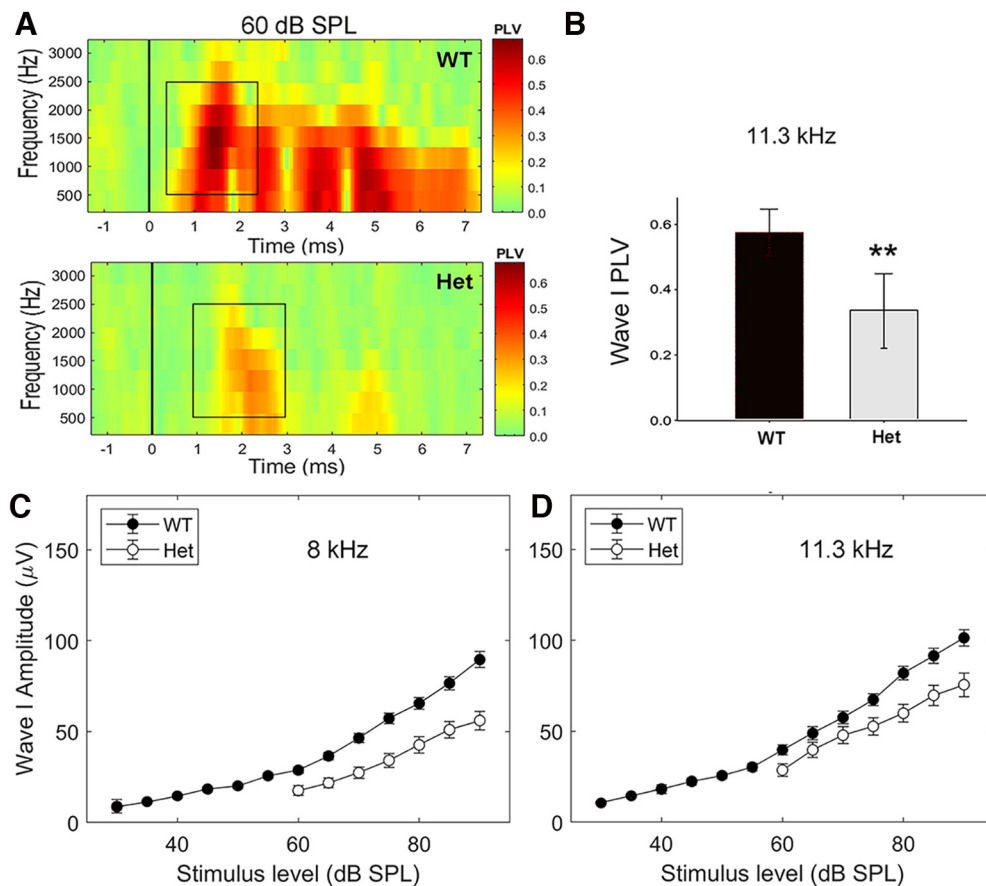 A
60 dB SPL
PLV
WT
Frequency (Hz)
3000
2500
2000
1500
1000
500
0.6
0.5
0.4
0.3
0.2
0.1
0.0
-1 0 1 2 3 4 5 6 7
Time (ms)
PLV
Het
Frequency (Hz)
3000
2500
2000
1500
1000
500
0.6
0.5
0.4
0.3
0.2
0.1
0.0
-1 0 1 2 3 4 5 6 7
Time (ms)
B
11.3 kHz
Wave I PLV
0.6
0.4
0.2
0.0
**
WT Het
C
WT
Het
8 kHz
Wave I Amplitude (µV)
150
100
50
0
40 60 80
Stimulus level (dB SPL)
D
WT
Het
11.3 kHz
150
100
50
0
40 60 80
Stimulus level (dB SPL)